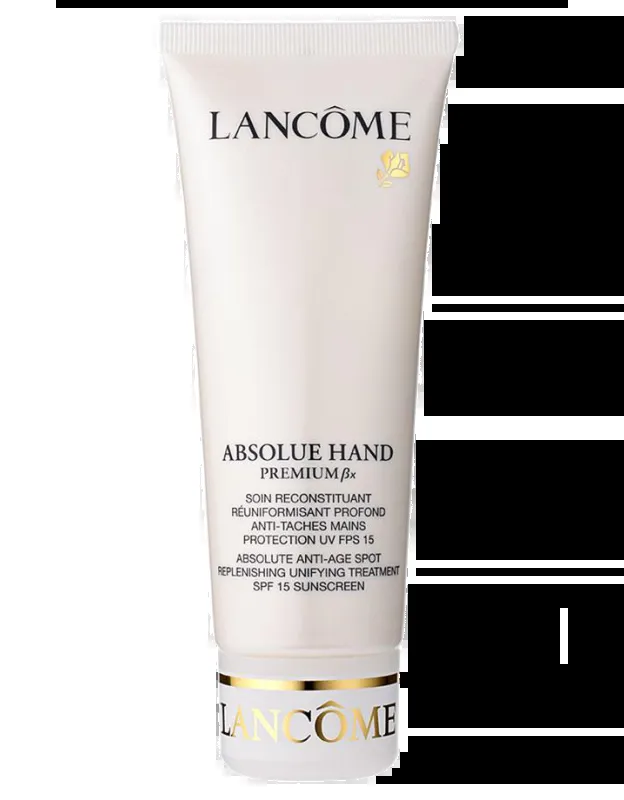 LANCÔME
ABSOLUE HAND
PREMIUM βx
SOIN RECONSTITUANT
RÉUNIFORMISANT PROFOND
ANTI-TACHES MAINS
PROTECTION UV FPS 15
ABSOLUTE ANTI-AGE SPOT
REPLENISHING UNIFYING TREATMENT
SPF 15 SUNSCREEN
LANCÔME